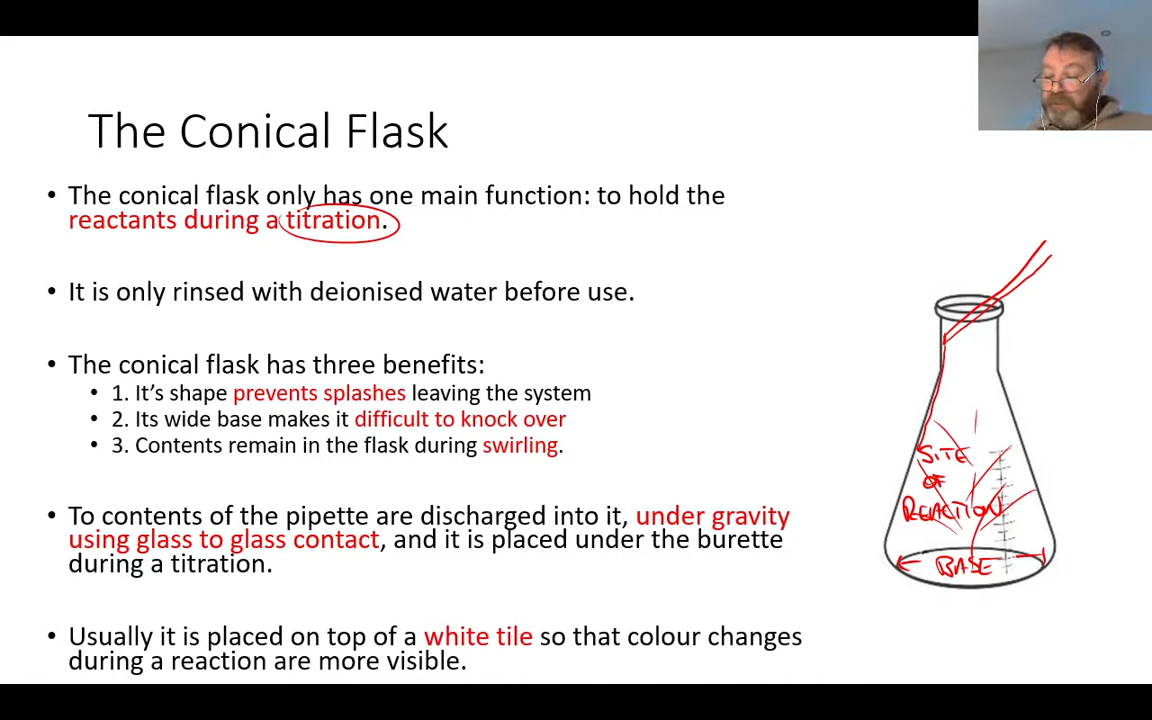 The Conical Flask
• The conical flask only has one main function: to hold the
reactants during a titration.
• It is only rinsed with deionised water before use.
• The conical flask has three benefits:
• 1. It's shape prevents splashes leaving the system
• 2. Its wide base makes it difficult to knock over
• 3. Contents remain in the flask during swirling.
• To contents of the pipette are discharged into it, under gravity
using glass to glass contact, and it is placed under the burette
during a titration.
• Usually it is placed on top of a white tile so that colour changes
during a reaction are more visible.
SITE
OF
REACTION
BASE